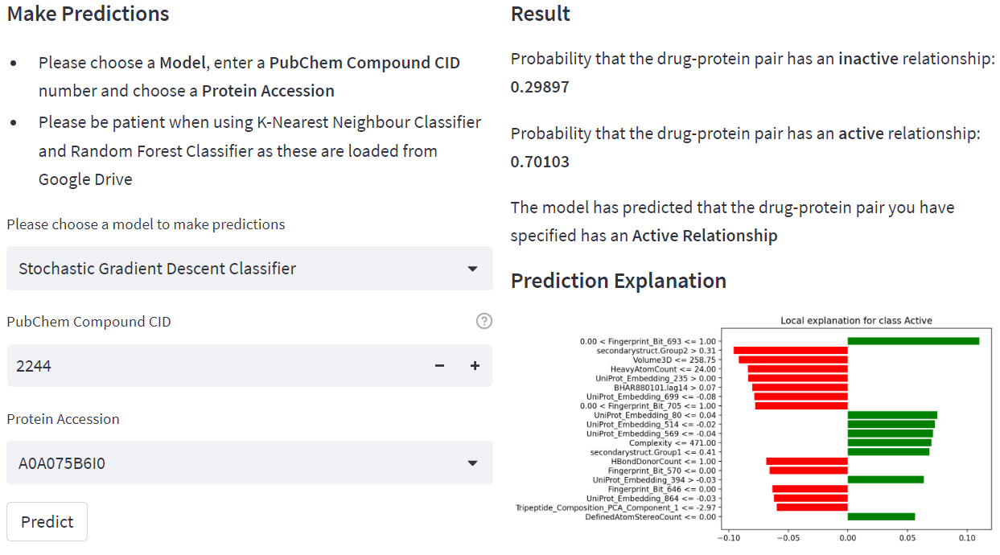 Make Predictions
• Please choose a Model, enter a PubChem Compound CID
number and choose a Protein Accession
• Please be patient when using K-Nearest Neighbour Classifier
and Random Forest Classifier as these are loaded from
Google Drive
Please choose a model to make predictions
Stochastic Gradient Descent Classifier
PubChem Compound CID
?
2244
− +
Protein Accession
A0A075B6I0
Predict
Result
Probability that the drug-protein pair has an inactive relationship:
0.29897
Probability that the drug-protein pair has an active relationship:
0.70103
The model has predicted that the drug-protein pair you have
specified has an Active Relationship
Prediction Explanation
Local explanation for class Active
0.00 < Fingerprint_Bit_693 <= 1.00
secondarystruct.Group2 > 0.31
Volume3D <= 258.75
HeavyAtomCount <= 24.00
UniProt_Embedding_235 > 0.00
BHAR880101.lag14 > 0.07
UniProt_Embedding_699 <= -0.08
0.00 < Fingerprint_Bit_705 <= 1.00
UniProt_Embedding_80 <= 0.04
UniProt_Embedding_514 <= -0.02
UniProt_Embedding_569 <= -0.04
Complexity <= 471.00
secondarystruct.Group1 <= 0.41
HBondDonorCount <= 1.00
Fingerprint_Bit_570 <= 0.00
UniProt_Embedding_394 > -0.03
Fingerprint_Bit_646 <= 0.00
UniProt_Embedding_864 <= -0.03
Tripeptide_Composition_PCA_Component_1 <= -2.97
DefinedAtomStereoCount <= 0.00
−0.10 −0.05 0.00 0.05 0.10